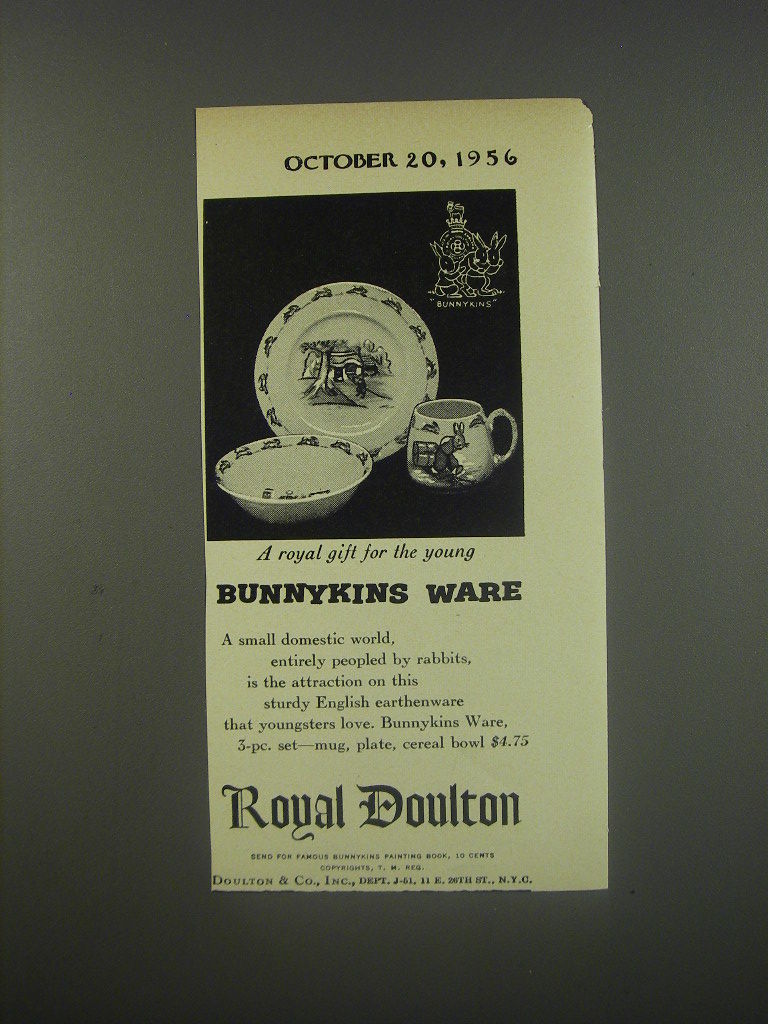 OCTOBER 20, 1956
"BUNNYKINS"
A royal gift for the young
BUNNYKINS WARE
A small domestic world,
entirely peopled by rabbits,
is the attraction on this
sturdy English earthenware
that youngsters love. Bunnykins Ware,
3-pc. set—mug, plate, cereal bowl $4.75
Royal Doulton
SEND FOR FAMOUS BUNNYKINS PAINTING BOOK, 10 CENTS
COPYRIGHTS, T. M. REG.
DOULTON & CO., INC., DEPT. J-51, 11 E. 26TH ST., N.Y.C.